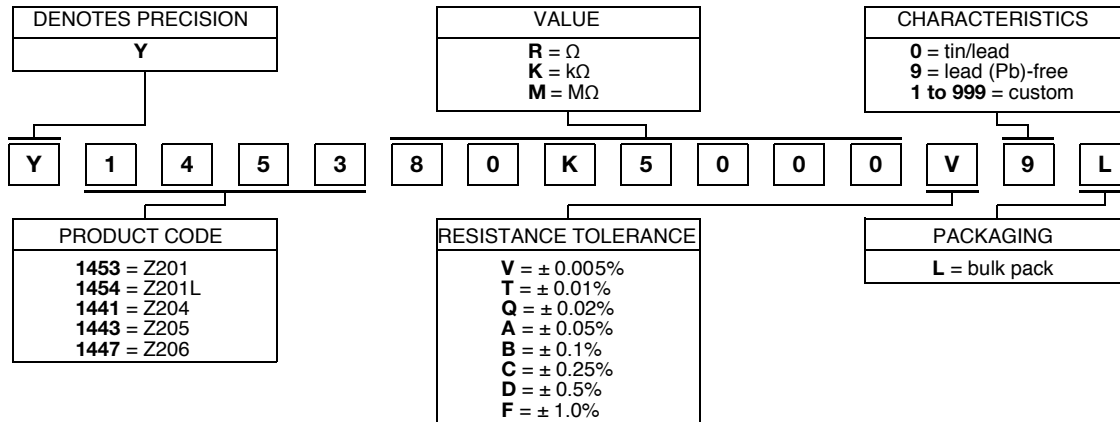 DENOTES PRECISION
Y
VALUE
R = Ω
K = kΩ
M = MΩ
CHARACTERISTICS
0 = tin/lead
9 = lead (Pb)-free
1 to 999 = custom
Y 1 4 5 3 8 0 K 5 0 0 0 V 9 L
PRODUCT CODE
1453 = Z201
1454 = Z201L
1441 = Z204
1443 = Z205
1447 = Z206
RESISTANCE TOLERANCE
V = ± 0.005%
T = ± 0.01%
Q = ± 0.02%
A = ± 0.05%
B = ± 0.1%
C = ± 0.25%
D = ± 0.5%
F = ± 1.0%
PACKAGING
L = bulk pack